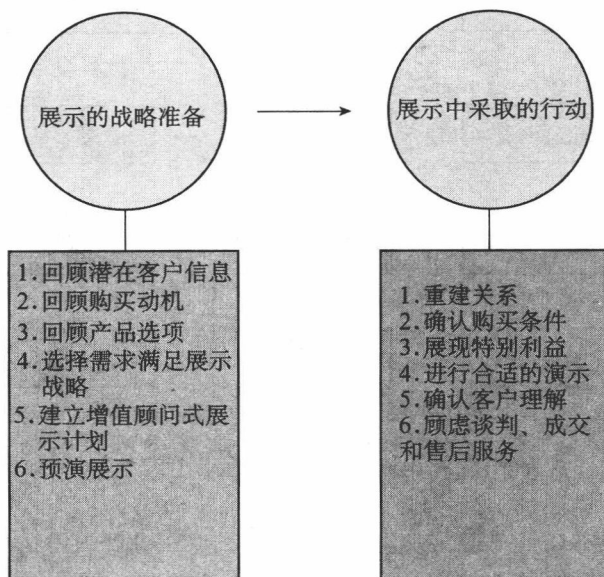 展示的战略准备
展示中采取的行动
1.回顾潜在客户信息
2.回顾购买动机
3.回顾产品选项
4.选择需求满足展示
战略
5.建立增值顾问式展
示计划
6.预演展示
1.重建关系
2.确认购买条件
3.展现特别利益
4.进行合适的演示
5.确认客户理解
6.顾虑谈判、成交
和售后服务